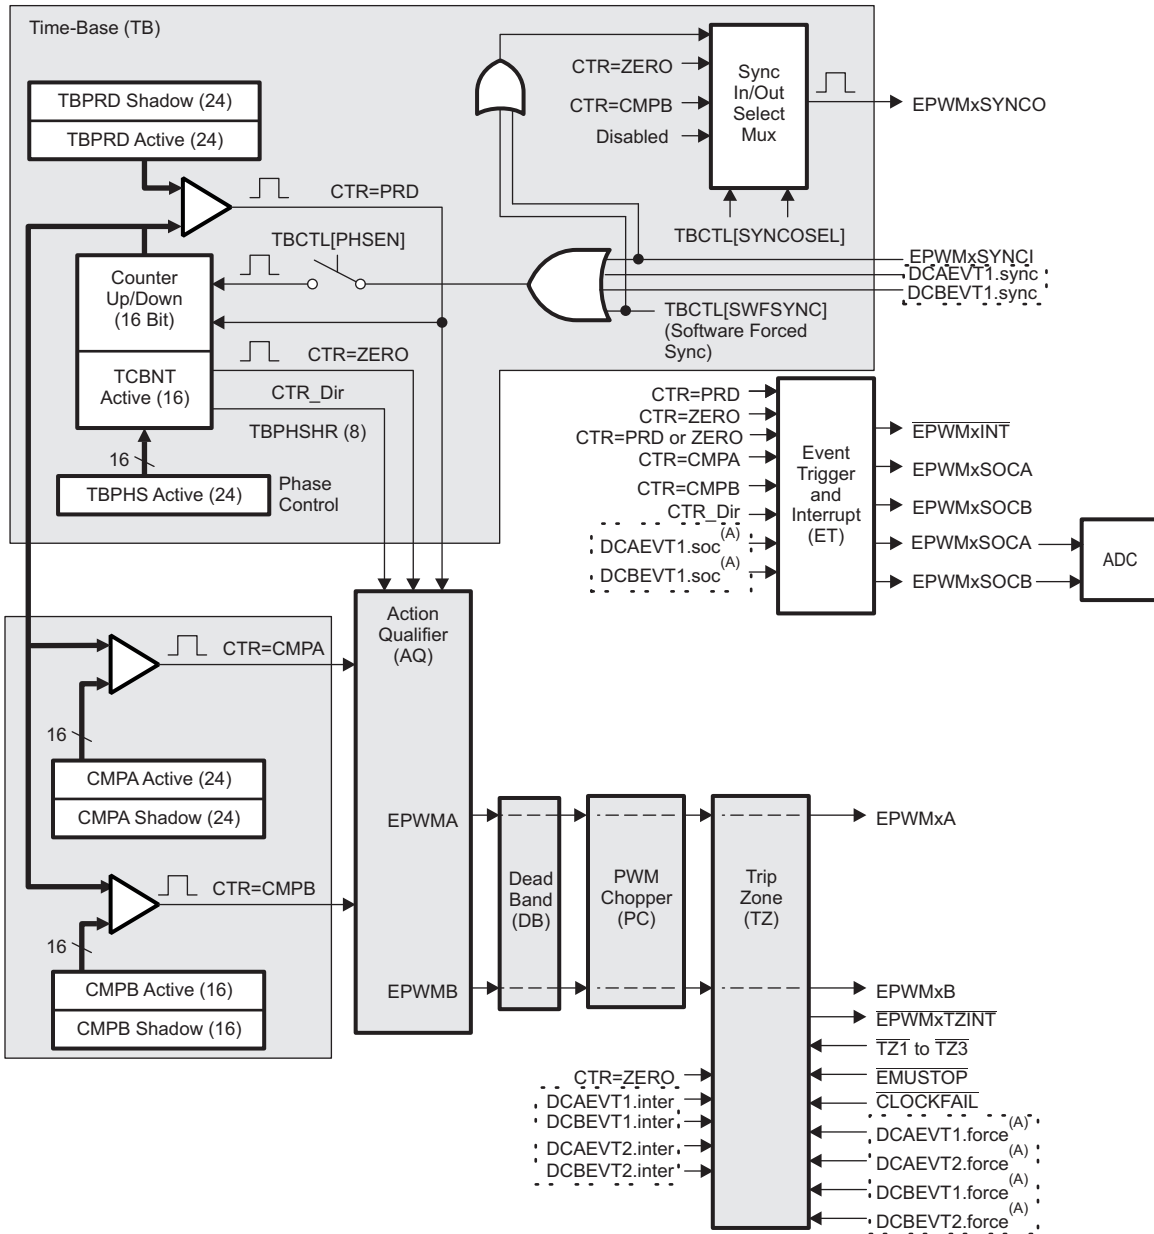 Time-Base (TB)
TBPRD Shadow (24)
TBPRD Active (24)
CTR=PRD
TBCTL[PHSEN]
Counter
Up/Down
(16 Bit)
TCBNT
Active (16)
CTR=ZERO
CTR_Dir
TBPHSHR (8)
16
TBPHS Active (24)
Phase
Control
CTR=ZERO
CTR=CMPB
Disabled
Sync
In/Out
Select
Mux
EPWMxSYNCO
TBCTL[SYNCOSEL]
EPWMxSYNCI
DCAEVT1.sync
DCBEVT1.sync
TBCTL[SWFSYNC]
(Software Forced
Sync)
CTR=PRD
CTR=ZERO
CTR=PRD or ZERO
CTR=CMPA
CTR=CMPB
CTR_Dir
DCAEVT1.soc(A)
DCBEVT1.soc(A)
Event
Trigger
and
Interrupt
(ET)
EPWMxINT
EPWMxSOCA
EPWMxSOCB
EPWMxSOCA
EPWMxSOCB
ADC
Action
Qualifier
(AQ)
CTR=CMPA
16
CMPA Active (24)
CMPA Shadow (24)
CTR=CMPB
16
CMPB Active (16)
CMPB Shadow (16)
EPWMA
EPWMB
Dead
Band
(DB)
PWM
Chopper
(PC)
Trip
Zone
(TZ)
EPWMxA
EPWMxB
EPWMxTZINT
TZ1 to TZ3
EMUSTOP
CLOCKFAIL
DCAEVT1.force(A)
DCAEVT2.force(A)
DCBEVT1.force(A)
DCBEVT2.force(A)
CTR=ZERO
DCAEVT1.inter
DCBEVT1.inter
DCAEVT2.inter
DCBEVT2.inter